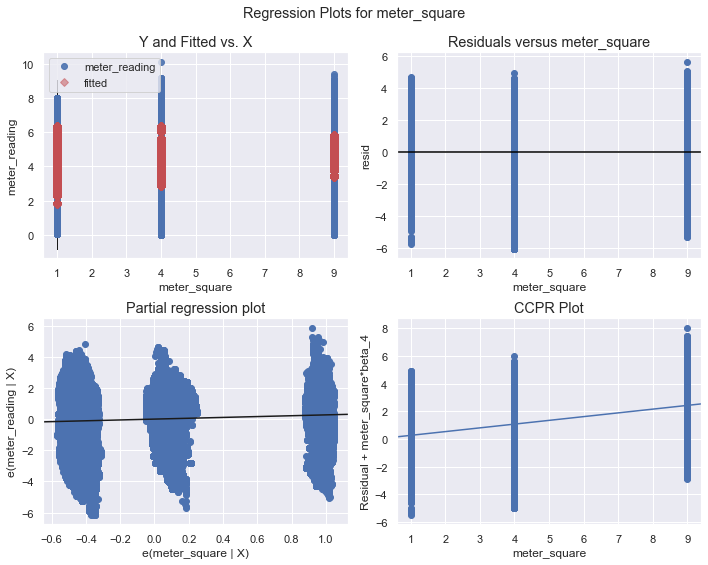 Regression Plots for meter_square
Y and Fitted vs. X
meter_reading
fitted
10
8
6
4
2
0
meter_reading
1 2 3 4 5 6 7 8 9
meter_square
Residuals versus meter_square
6
4
2
0
−2
−4
−6
resid
1 2 3 4 5 6 7 8 9
meter_square
Partial regression plot
6
4
2
0
−2
−4
−6
e(meter_reading | X)
−0.6 −0.4 −0.2 0.0 0.2 0.4 0.6 0.8 1.0
e(meter_square | X)
CCPR Plot
8
6
4
2
0
−2
−4
−6
Residual + meter_square*beta_4
1 2 3 4 5 6 7 8 9
meter_square